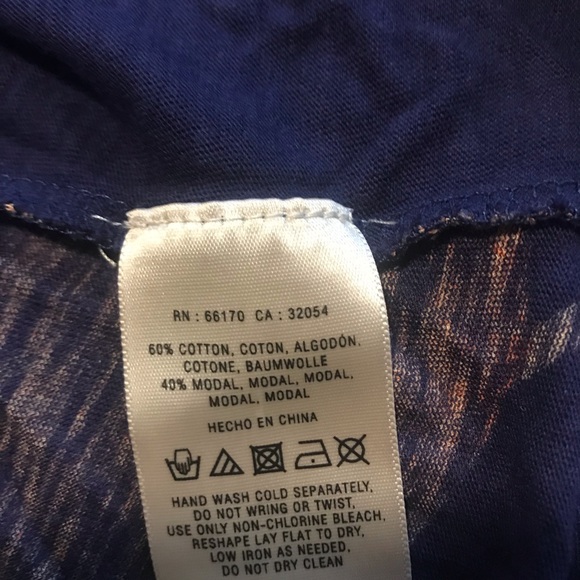 RN : 66170 CA : 32054
60% COTTON, COTON, ALGODÓN.
COTONE, BAUMWOLLE
40% MODAL, MODAL, MODAL,
MODAL, MODAL
HECHO EN CHINA
HAND WASH COLD SEPARATELY,
DO NOT WRING OR TWIST,
USE ONLY NON-CHLORINE BLEACH.
RESHAPE LAY FLAT TO DRY,
LOW IRON AS NEEDED,
DO NOT DRY CLEAN